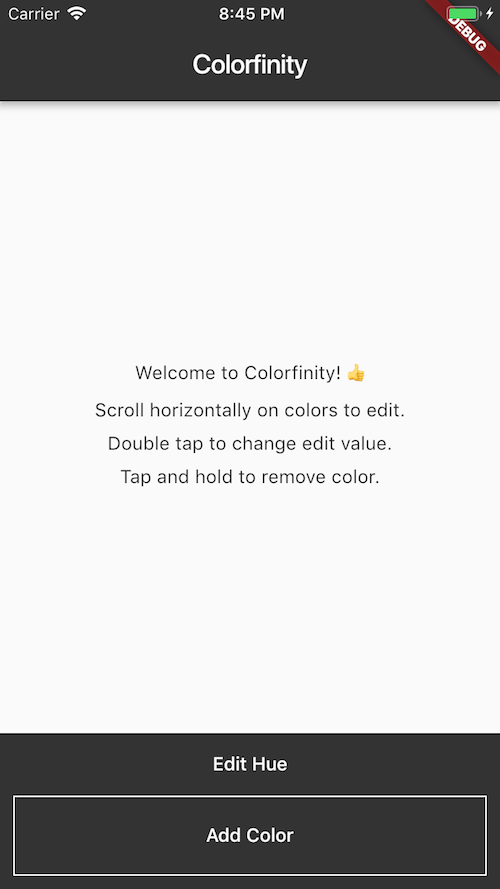 Carrier 8:45 PM
DEBUG
Colorfinity
Welcome to Colorfinity! 👍
Scroll horizontally on colors to edit.
Double tap to change edit value.
Tap and hold to remove color.
Edit Hue
Add Color